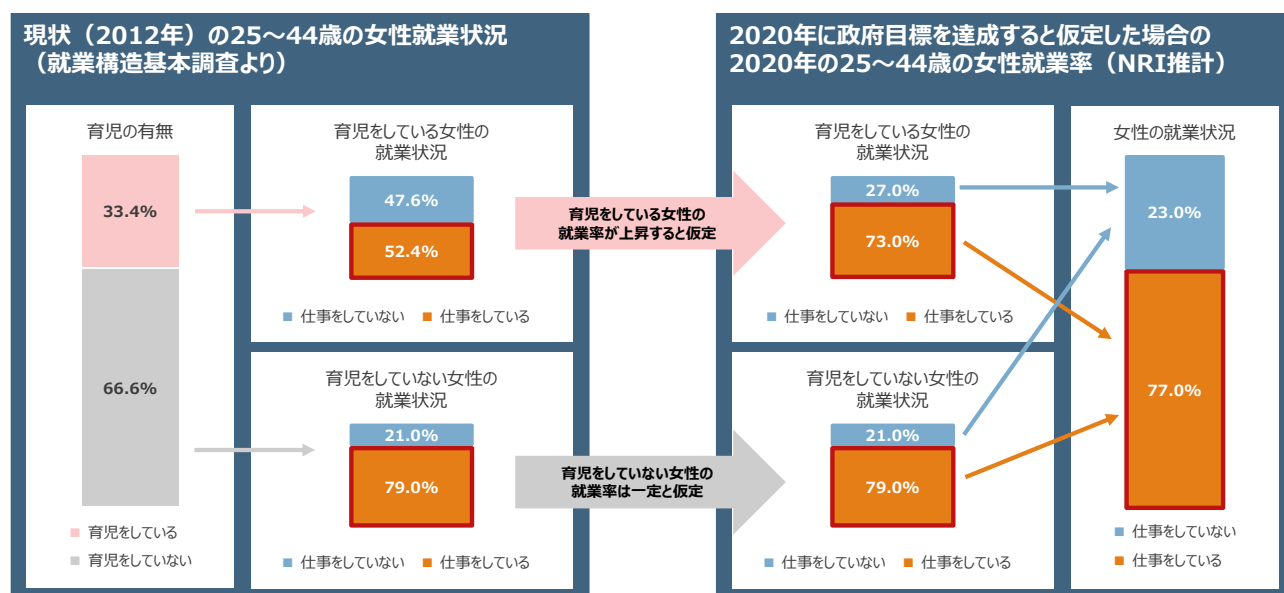 現状（2012年）の25～44歳の女性就業状況
（就業構造基本調査より）
育児の有無
33.4%
66.6%
■ 育児をしている
■ 育児をしていない
育児をしている女性の
就業状況
47.6%
52.4%
■ 仕事をしていない ■ 仕事をしている
育児をしていない女性の
就業状況
21.0%
79.0%
■ 仕事をしていない ■ 仕事をしている
育児をしている女性の
就業率が上昇すると仮定
育児をしていない女性の
就業率は一定と仮定
2020年に政府目標を達成すると仮定した場合の
2020年の25～44歳の女性就業率（NRI推計）
育児をしている女性の
就業状況
27.0%
73.0%
■ 仕事をしていない ■ 仕事をしている
育児をしていない女性の
就業状況
21.0%
79.0%
■ 仕事をしていない ■ 仕事をしている
女性の就業状況
23.0%
77.0%
■ 仕事をしていない
■ 仕事をしている